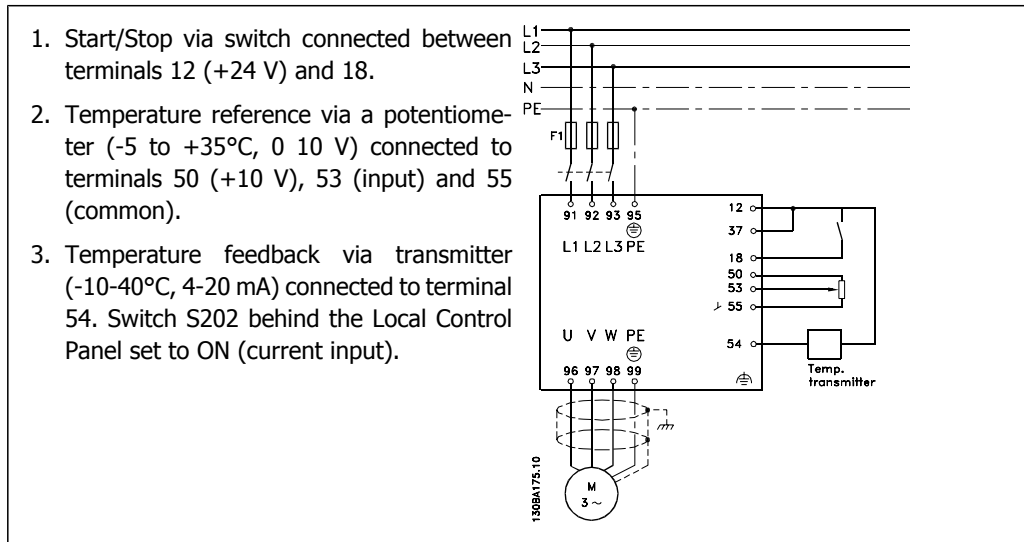 1. Start/Stop via switch connected between
terminals 12 (+24 V) and 18.
2. Temperature reference via a potentiome-
ter (-5 to +35°C, 0 10 V) connected to
terminals 50 (+10 V), 53 (input) and 55
(common).
3. Temperature feedback via transmitter
(-10-40°C, 4-20 mA) connected to terminal
54. Switch S202 behind the Local Control
Panel set to ON (current input).
L1
L2
L3
N
PE
F1
91 92 93 95
L1 L2 L3 PE
12
37
18
50
53
55
54
Temp.
transmitter
U V W PE
96 97 98 99
M
3 ~
130BA175.10